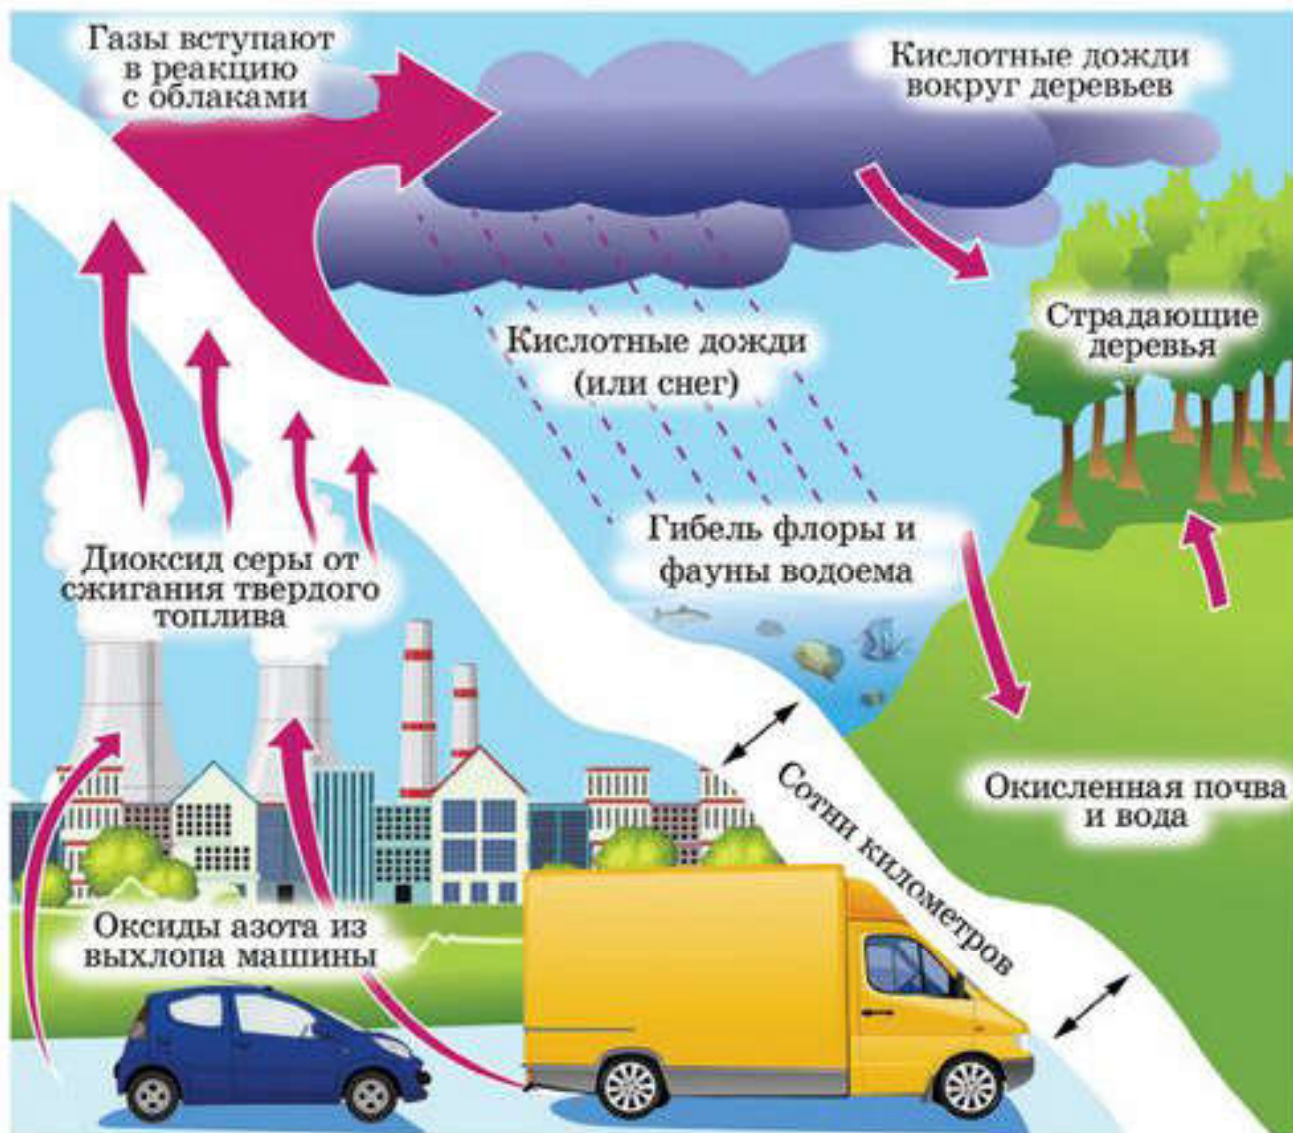 Газы вступают
в реакцию
с облаками
Кислотные дожди
вокруг деревьев
Страдающие
деревья
Кислотные дожди
(или снег)
Гибель флоры и
фауны водоема
Диоксид серы от
сжигания твердого
топлива
Окисленная почва
и вода
Сотни километров
Оксиды азота из
выхлопа машины